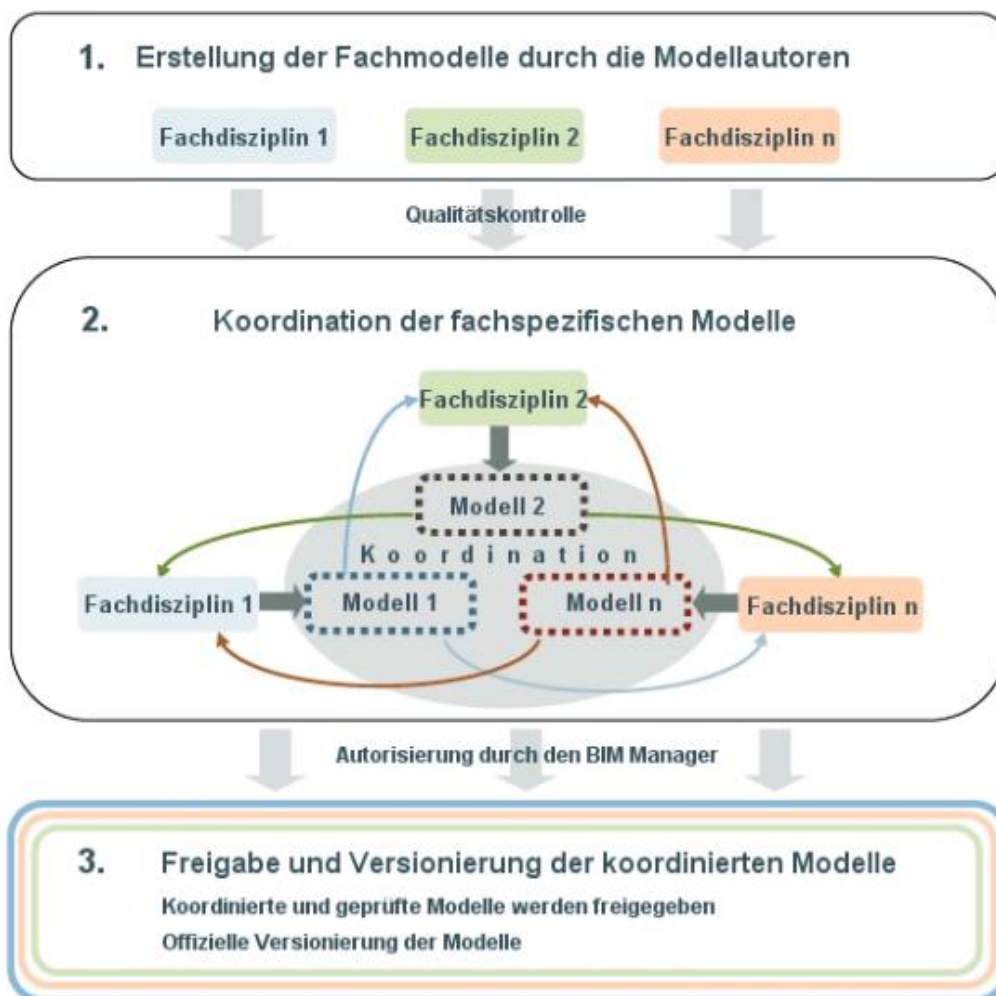 1. Erstellung der Fachmodelle durch die Modellautoren
Fachdisziplin 1 Fachdisziplin 2 Fachdisziplin n
Qualitätskontrolle
2. Koordination der fachspezifischen Modelle
Fachdisziplin 2
Modell 2
Koordination
Fachdisziplin 1 Modell 1 Modell n Fachdisziplin n
Autorisierung durch den BIM Manager
3. Freigabe und Versionierung der koordinierten Modelle
Koordinierte und geprüfte Modelle werden freigegeben
Offizielle Versionierung der Modelle